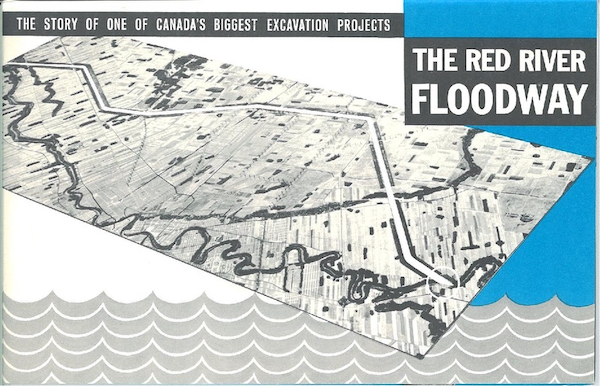 THE STORY OF ONE OF CANADA'S BIGGEST EXCAVATION PROJECTS
THE RED RIVER
FLOODWAY